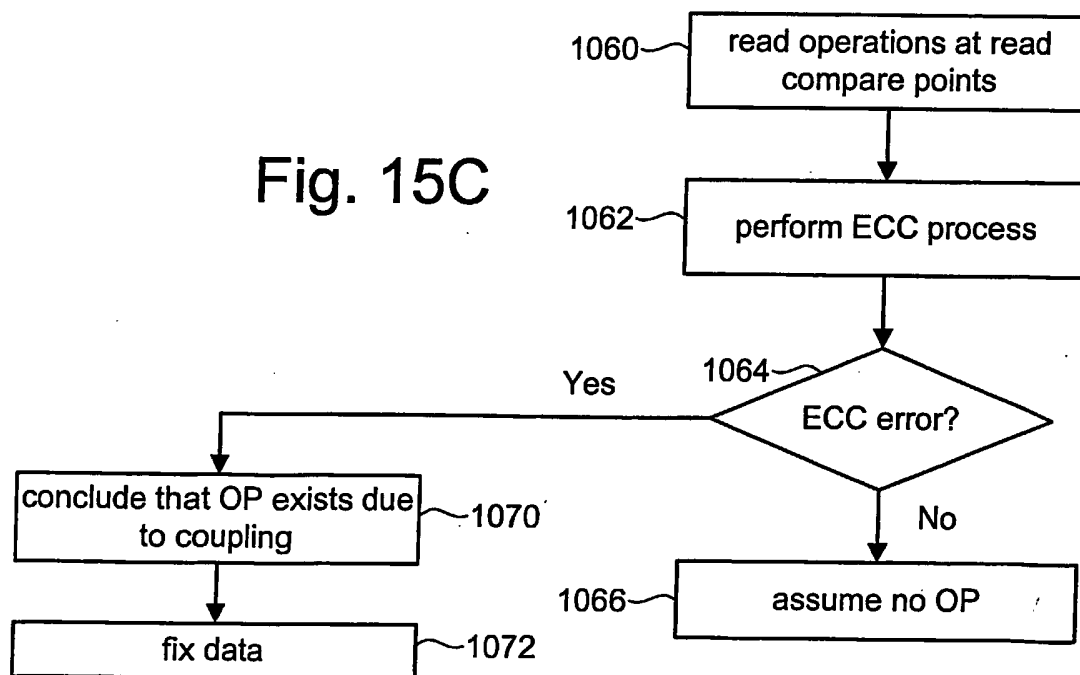 1060
read operations at read
compare points
Fig. 15C
1062
perform ECC process
1064
Yes
ECC error?
conclude that OP exists due
to coupling
1070
No
1066
assume no OP
fix data
1072